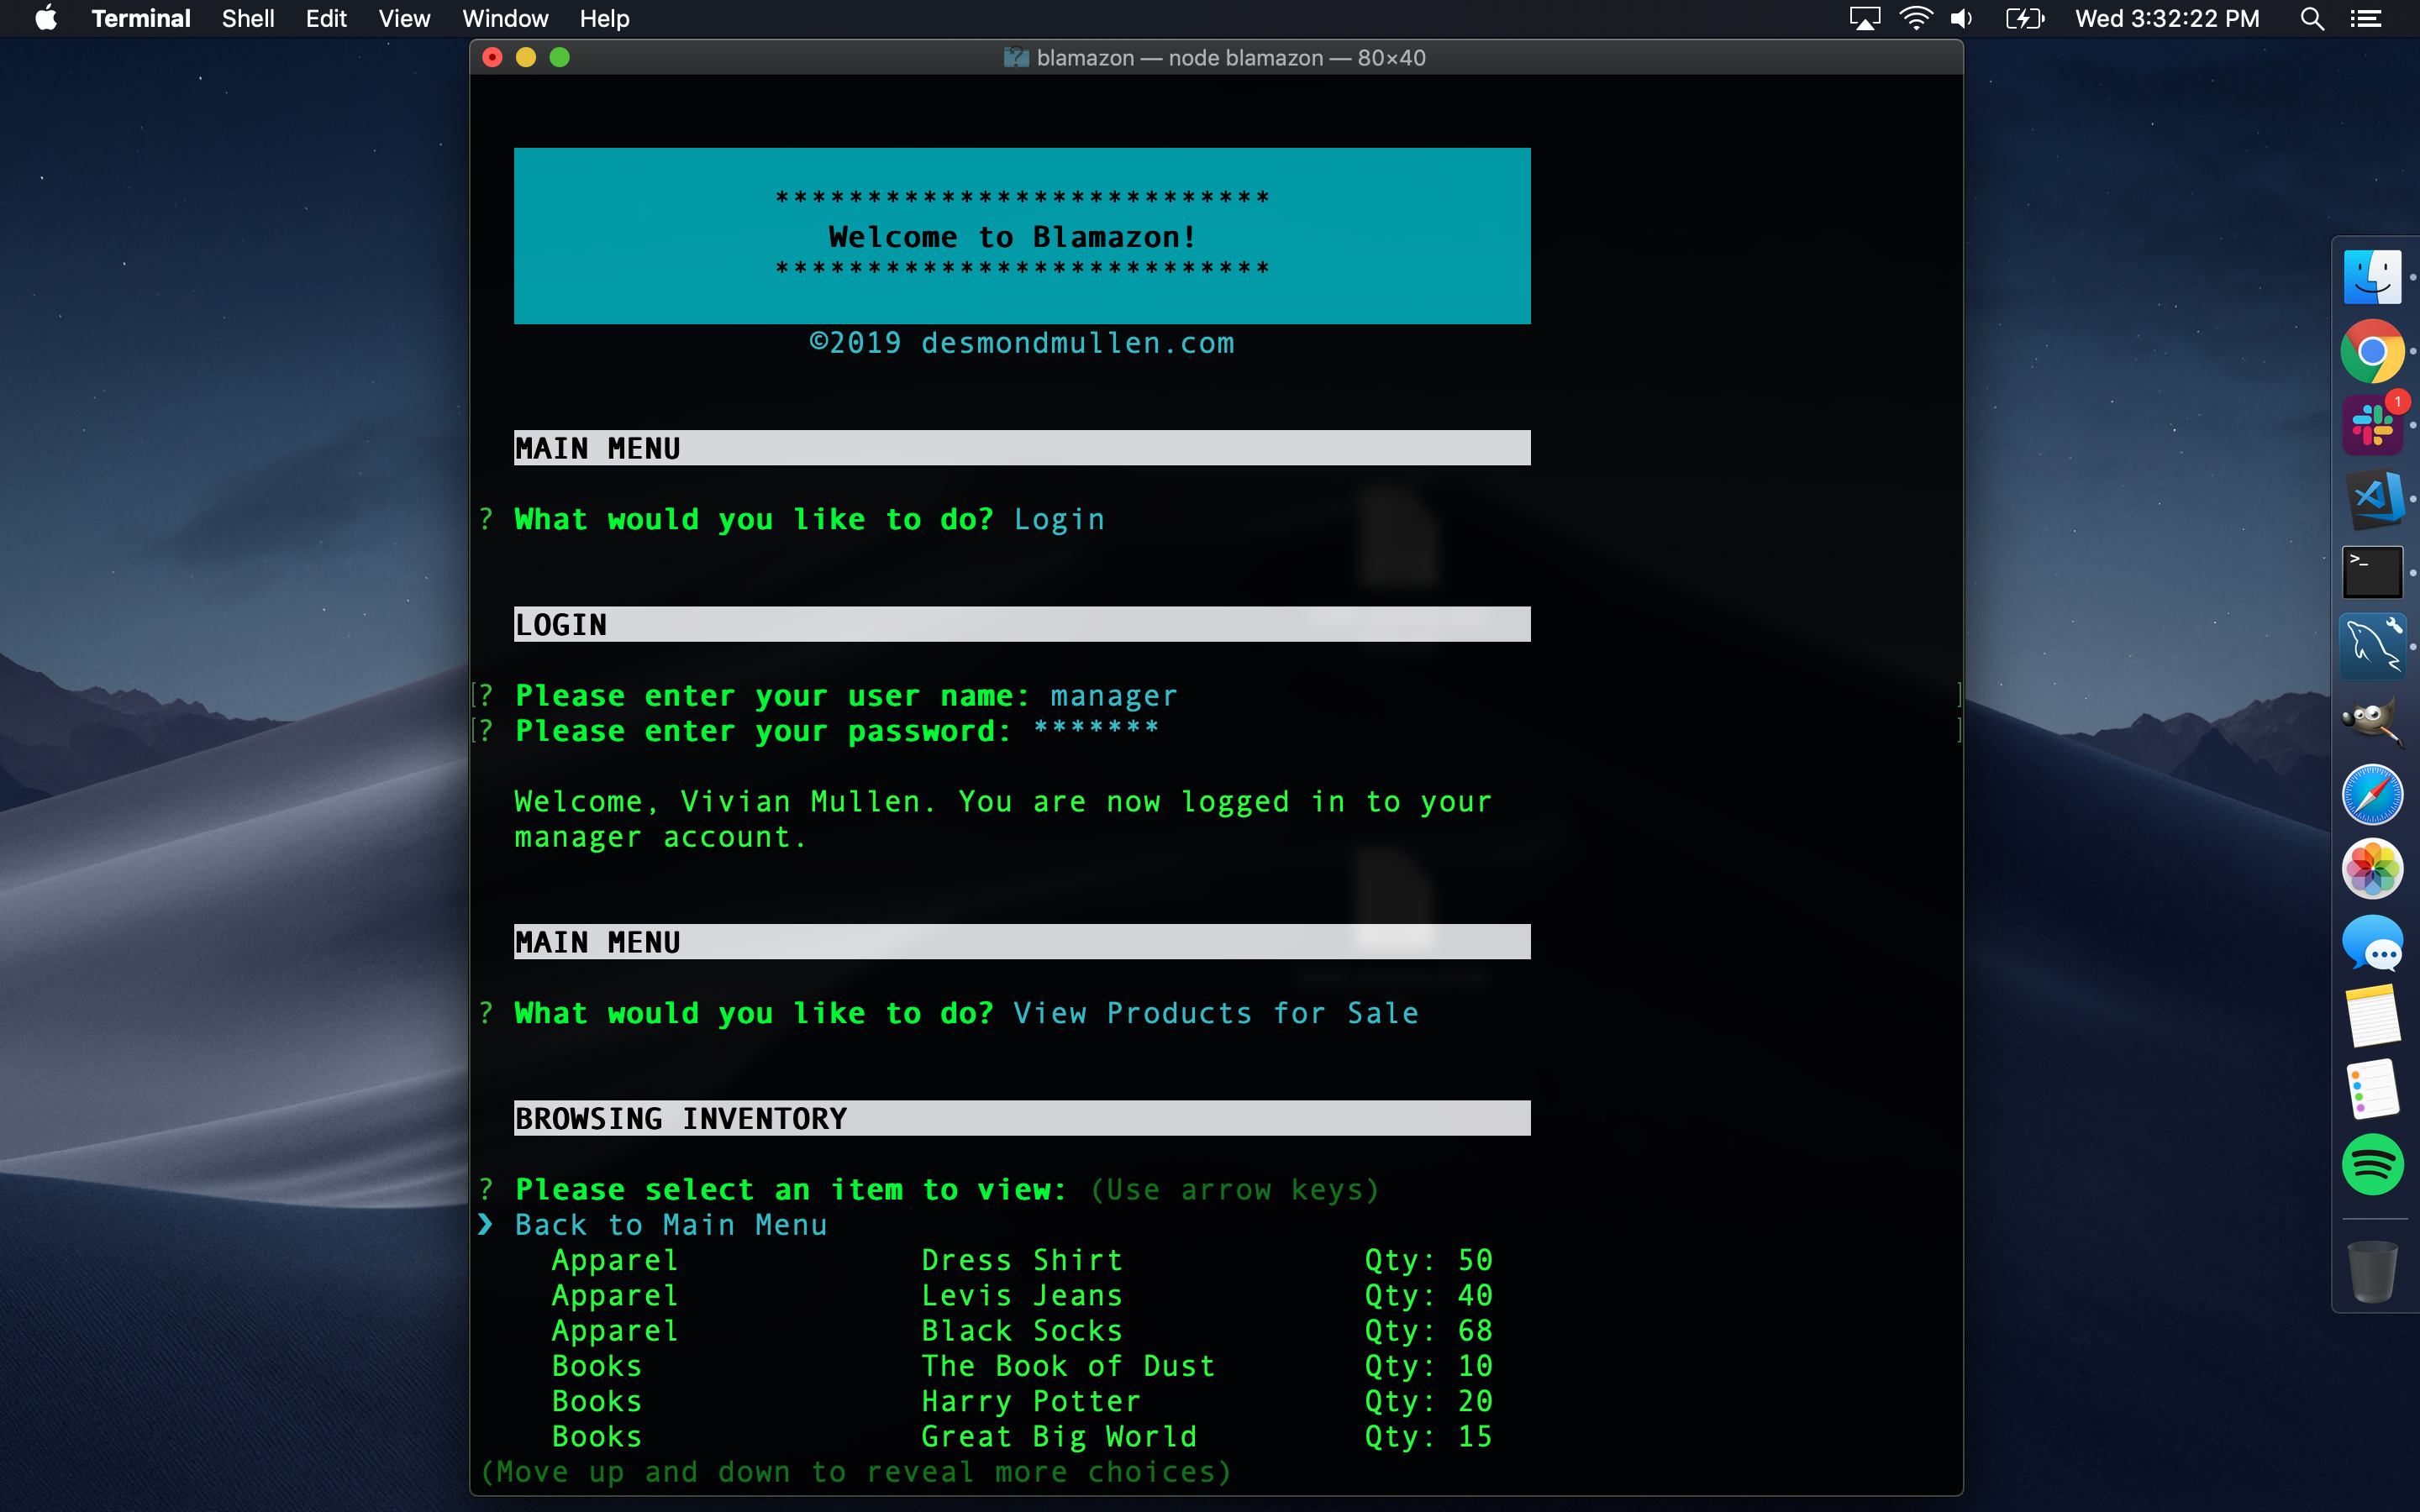 Terminal Shell Edit View Window Help Wed 3:32:22 PM
blamazon — node blamazon — 80×40
***************************
Welcome to Blamazon!
***************************
©2019 desmondmullen.com
MAIN MENU
? What would you like to do? Login
LOGIN
[? Please enter your user name: manager ]
[? Please enter your password: ******* ]
Welcome, Vivian Mullen. You are now logged in to your
manager account.
MAIN MENU
? What would you like to do? View Products for Sale
BROWSING INVENTORY
? Please select an item to view: (Use arrow keys)
❯ Back to Main Menu
Apparel Dress Shirt Qty: 50
Apparel Levis Jeans Qty: 40
Apparel Black Socks Qty: 68
Books The Book of Dust Qty: 10
Books Harry Potter Qty: 20
Books Great Big World Qty: 15
(Move up and down to reveal more choices)
1
>_